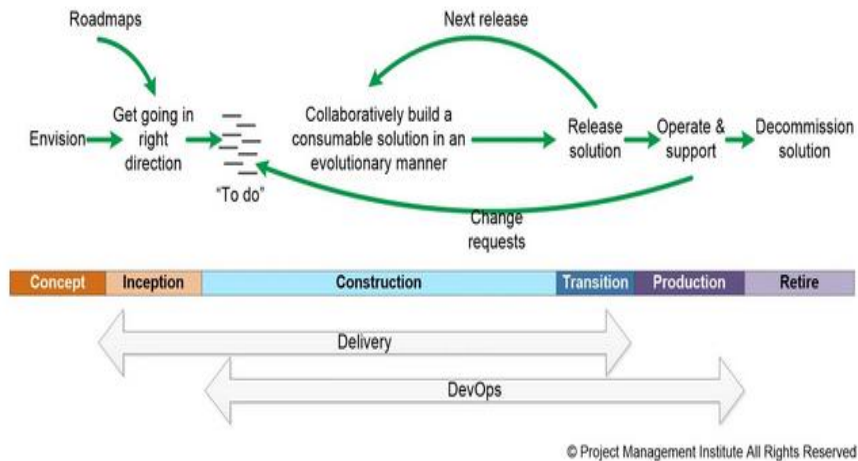 Roadmaps
Next release
Envision
Get going in
right
direction
"To do"
Collaboratively build a
consumable solution in an
evolutionary manner
Release
solution
Operate &
support
Decommission
solution
Change
requests
Concept
Inception
Construction
Transition
Production
Retire
Delivery
DevOps
© Project Management Institute All Rights Reserved